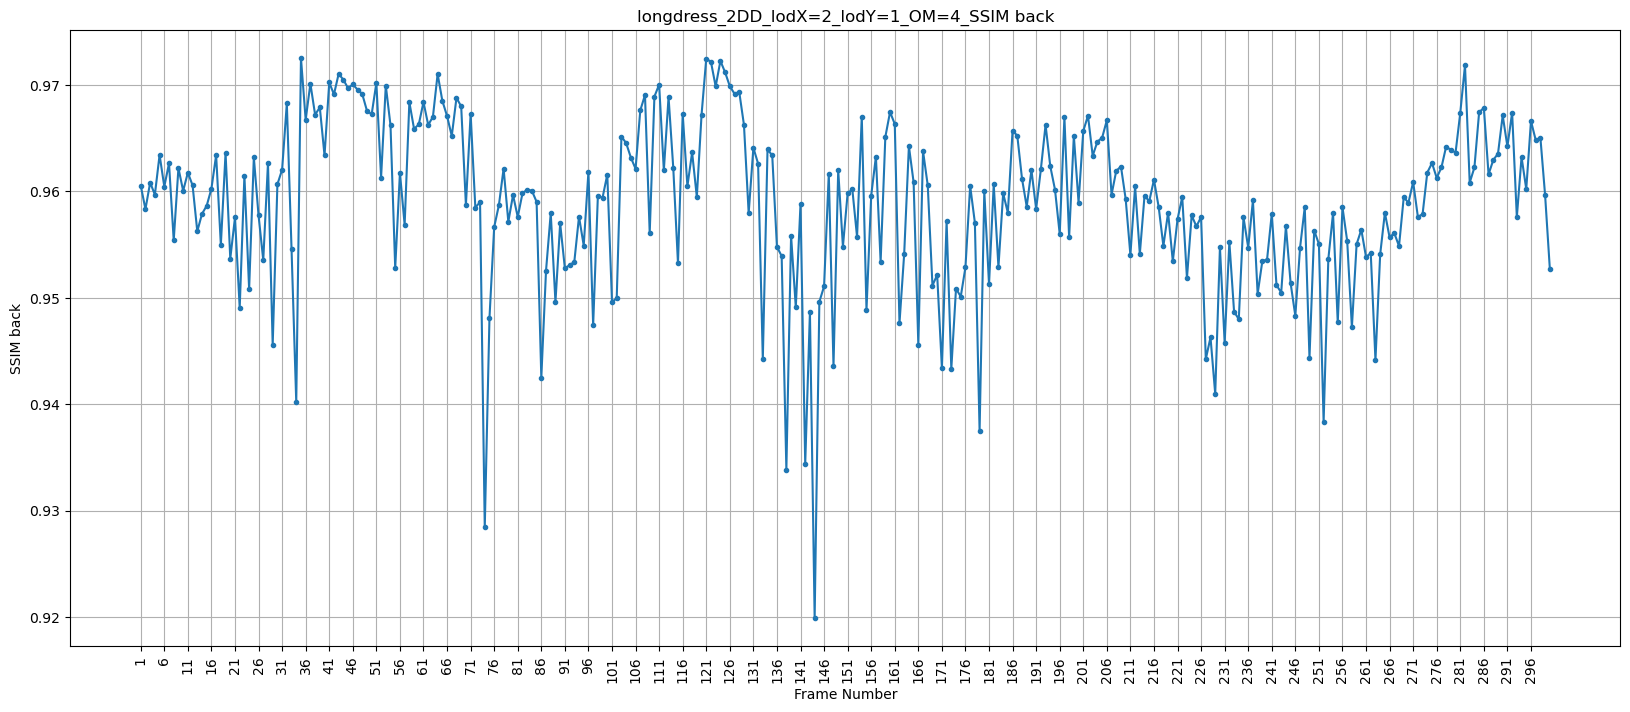 longdress_2DD_lodX=2_lodY=1_OM=4_SSIM back
SSIM back
0.97
0.96
0.95
0.94
0.93
0.92
1 6 11 16 21 26 31 36 41 46 51 56 61 66 71 76 81 86 91 96 101 106 111 116 121 126 131 136 141 146 151 156 161 166 171 176 181 186 191 196 201 206 211 216 221 226 231 236 241 246 251 256 261 266 271 276 281 286 291 296
Frame Number